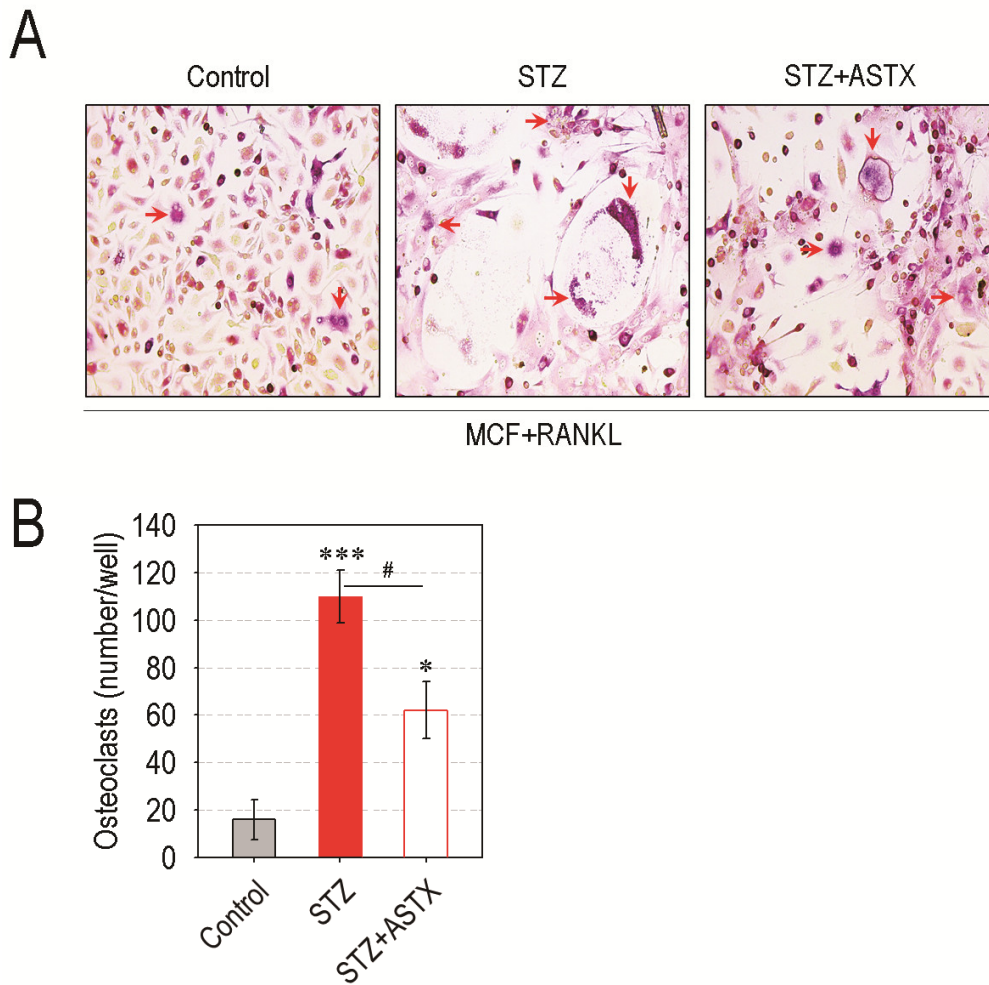 A
Control
STZ
STZ+ASTX
MCF+RANKL
B
Osteoclasts (number/well)
140
120
100
80
60
40
20
0
***
#
*
Control
STZ
STZ+ASTX